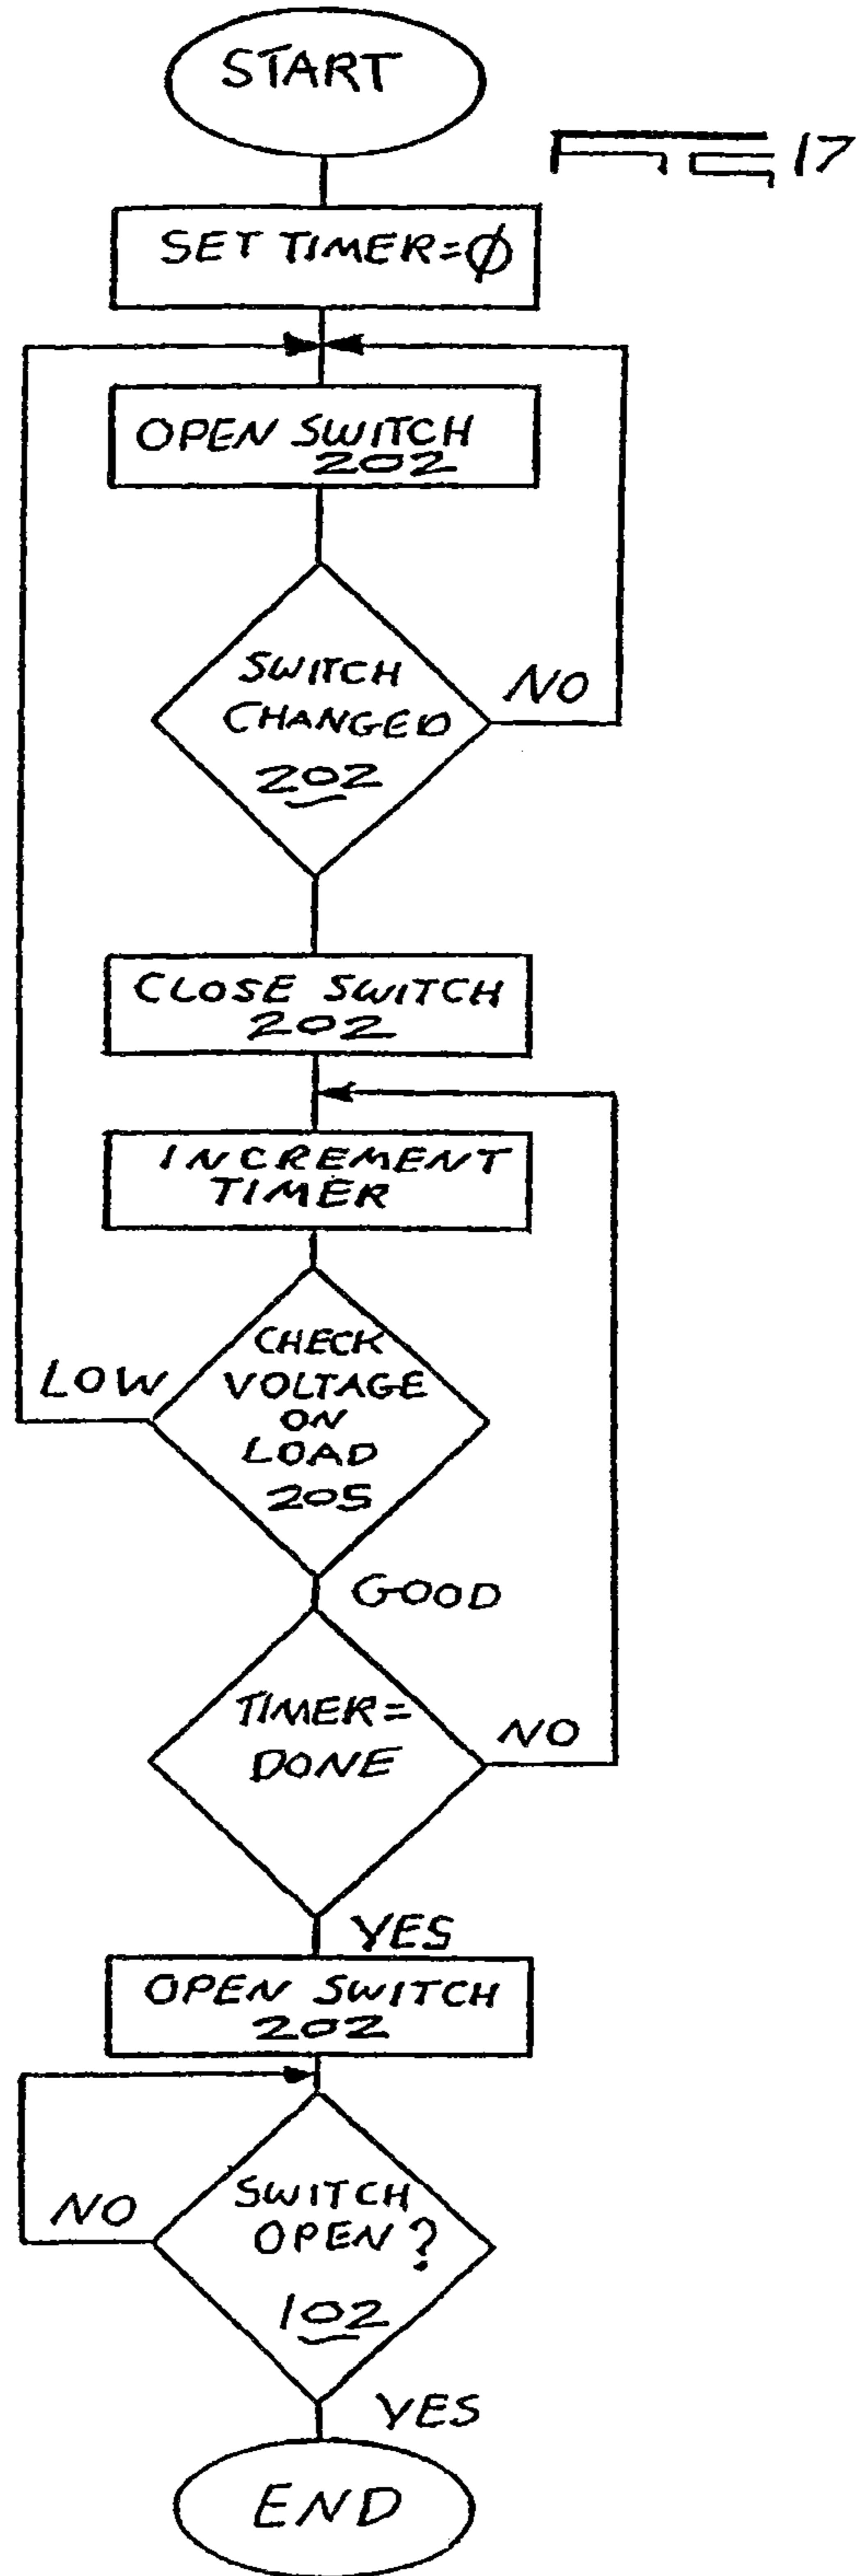 START
FIG 17
SET TIMER=Ø
OPEN SWITCH
202
SWITCH
CHANGED
202
NO
CLOSE SWITCH
202
INCREMENT
TIMER
CHECK
VOLTAGE
ON
LOAD
205
LOW
GOOD
TIMER=
DONE
NO
YES
OPEN SWITCH
202
SWITCH
OPEN?
102
NO
YES
END